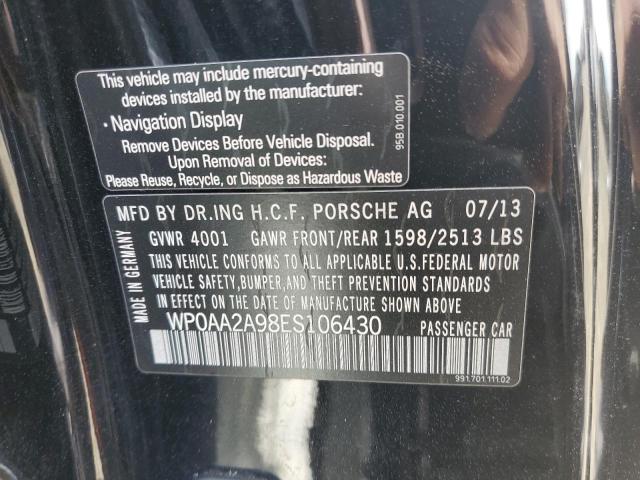 This vehicle may include mercury-containing
devices installed by the manufacturer:
• Navigation Display
Remove Devices Before Vehicle Disposal.
Upon Removal of Devices:
Please Reuse, Recycle, or Dispose as Hazardous Waste
95B.010.001
MFD BY DR.ING H.C.F. PORSCHE AG 07/13
GVWR 4001 GAWR FRONT/REAR 1598/2513 LBS
THIS VEHICLE CONFORMS TO ALL APPLICABLE U.S.FEDERAL MOTOR
VEHICLE SAFETY,BUMPER,AND THEFT PREVENTION STANDARDS
IN EFFECT ON THE DATE OF MANUFACTURE SHOWN ABOVE.
WP0AA2A98ES106430 PASSENGER CAR
991.701.111.02
MADE IN GERMANY